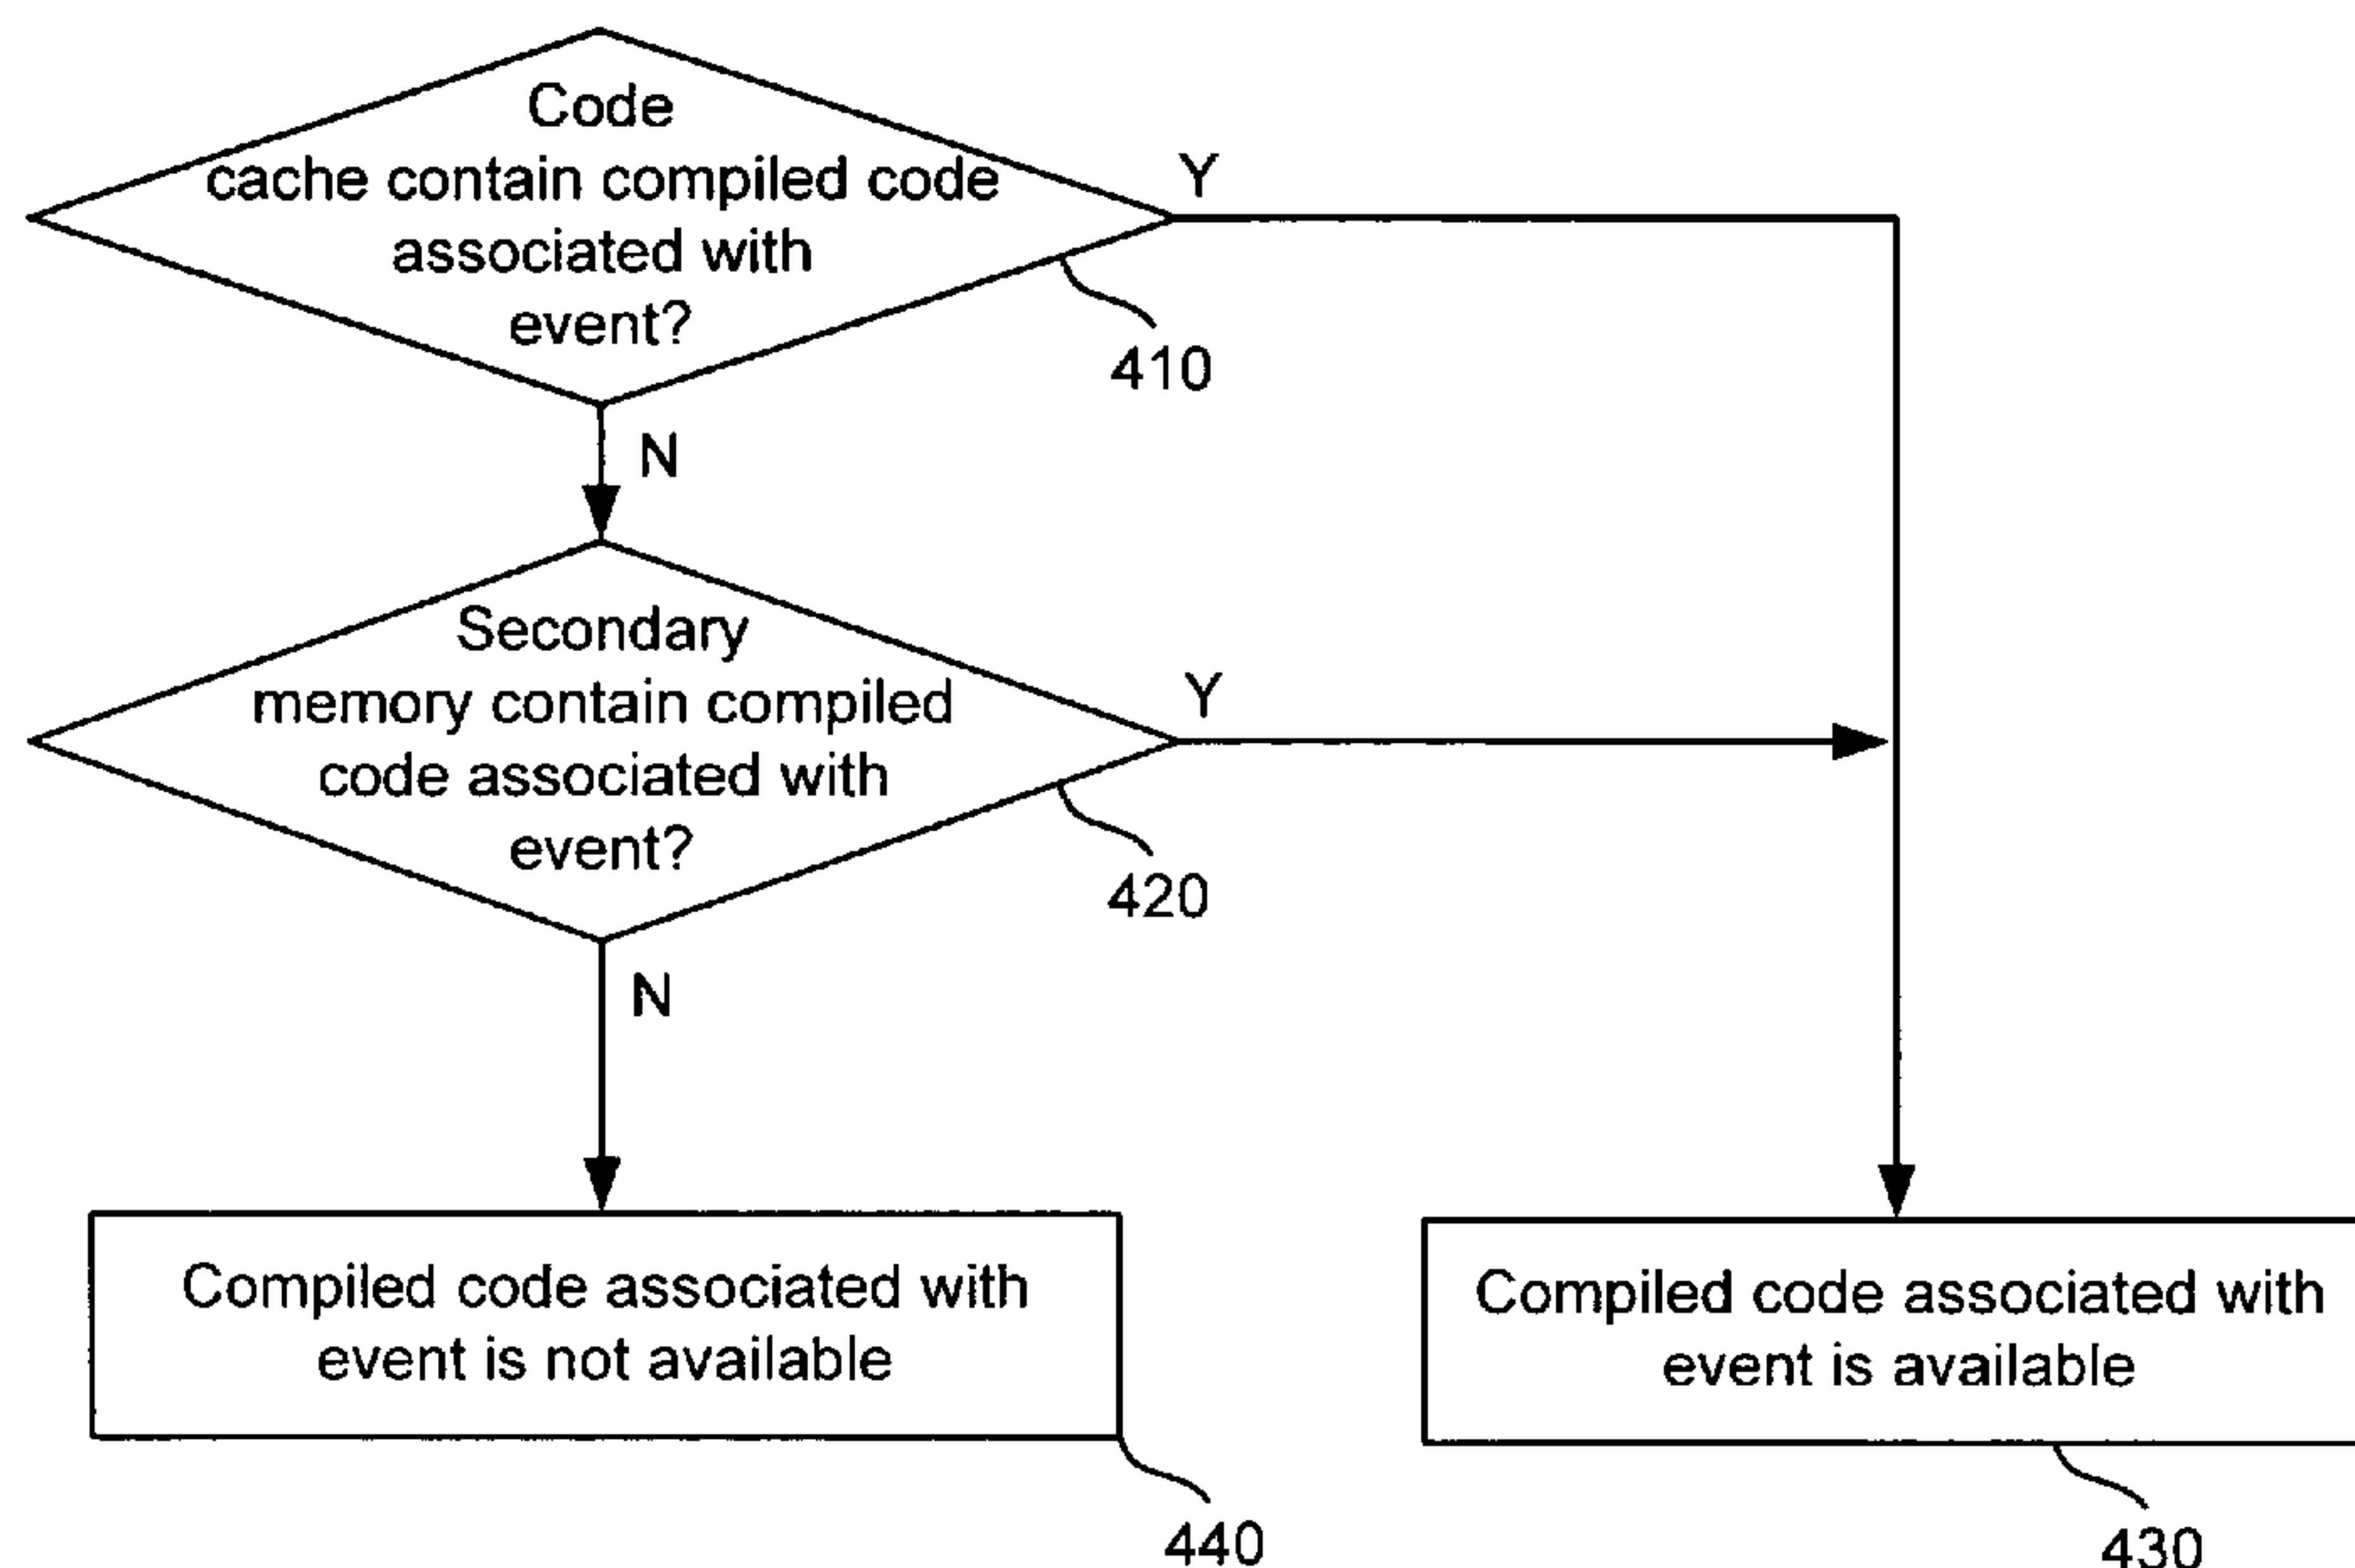 Code
cache contain compiled code
associated with
event?
Y
410
N
Secondary
memory contain compiled
code associated with
event?
Y
420
N
Compiled code associated with
event is not available
440
Compiled code associated with
event is available
430